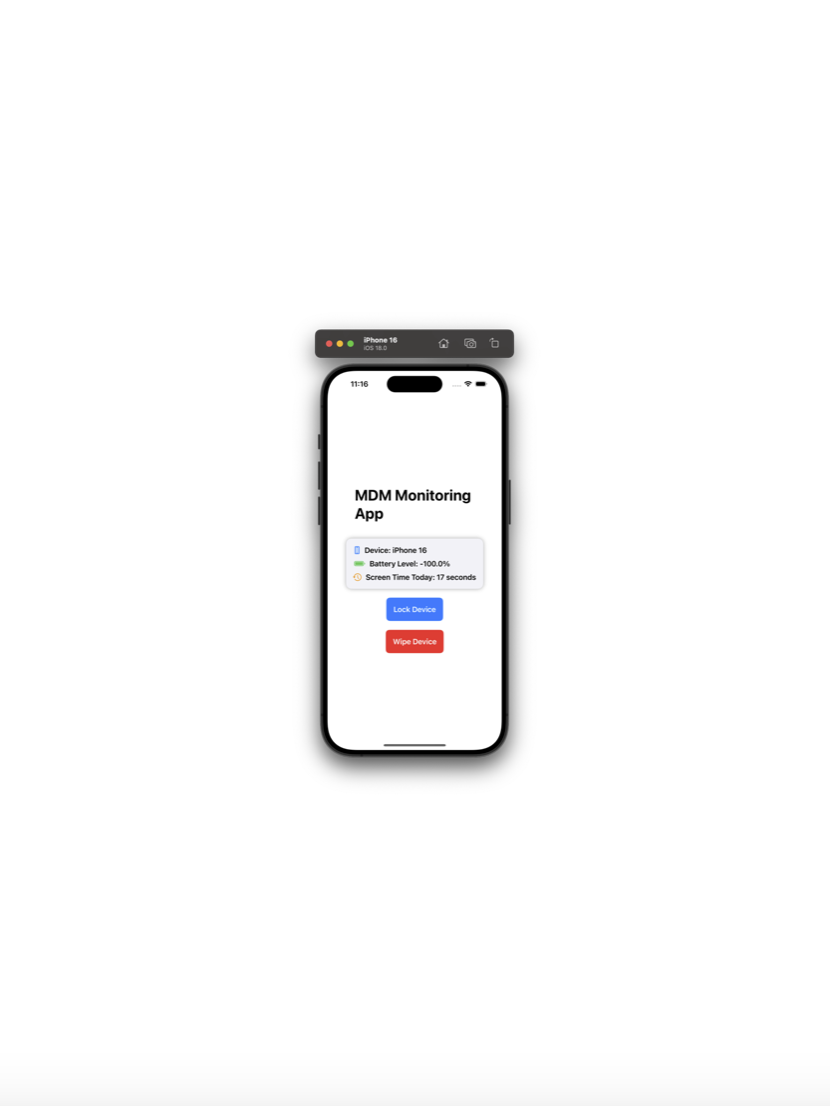 iPhone 16
iOS 18.0
11:16
MDM Monitoring
App
Device: iPhone 16
Battery Level: -100.0%
Screen Time Today: 17 seconds
Lock Device
Wipe Device